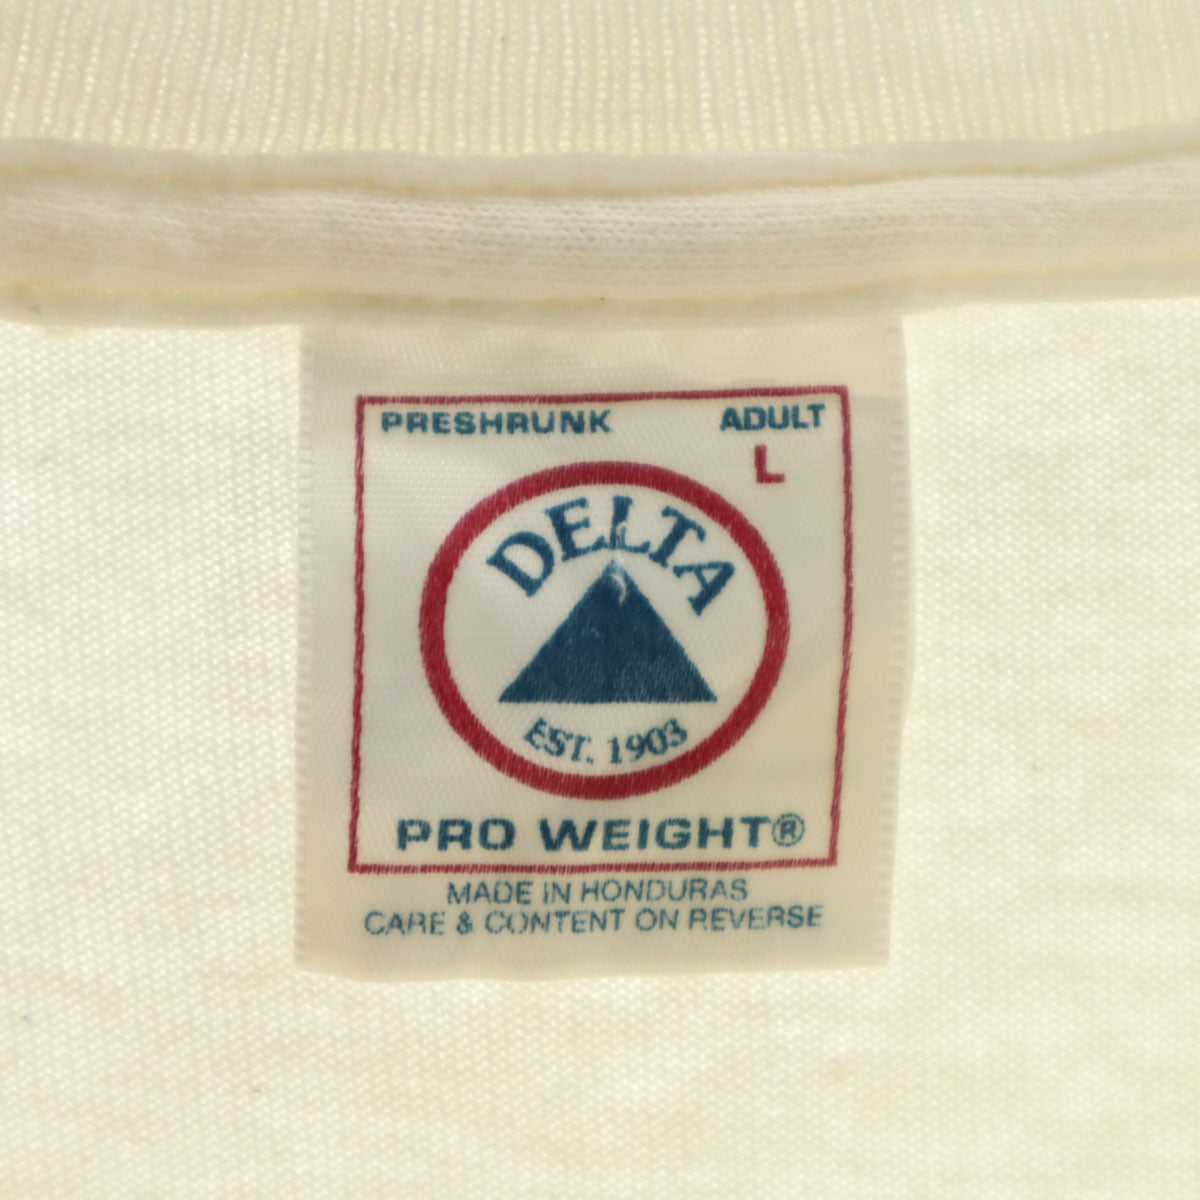 PRESHRUNK ADULT
L
DELTA
EST. 1903
PRO WEIGHT®
MADE IN HONDURAS
CARE & CONTENT ON REVERSE